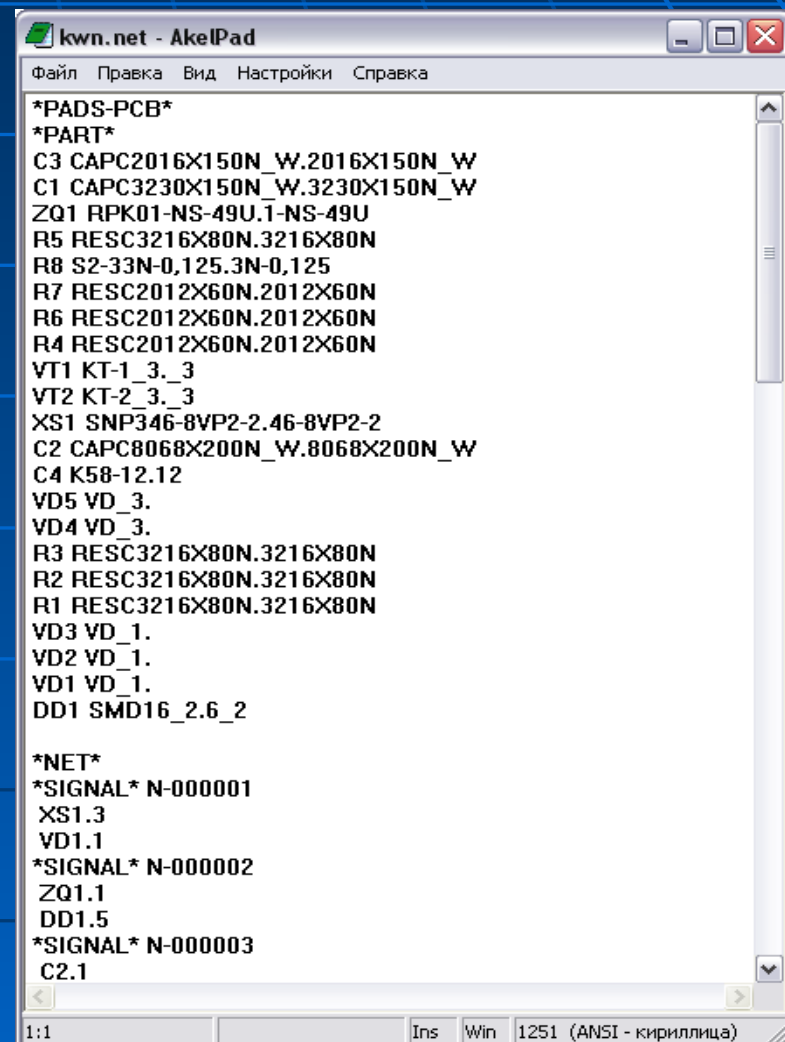 kwn.net - AkelPad
Файл Правка Вид Настройки Справка
*PADS-PCB*
*PART*
C3 CAPC2016X150N_W.2016X150N_W
C1 CAPC3230X150N_W.3230X150N_W
ZQ1 RPK01-NS-49U.1-NS-49U
R5 RESC3216X80N.3216X80N
R8 S2-33N-0,125.3N-0,125
R7 RESC2012X60N.2012X60N
R6 RESC2012X60N.2012X60N
R4 RESC2012X60N.2012X60N
VT1 KT-1_3._3
VT2 KT-2_3._3
XS1 SNP346-8VP2-2.46-8VP2-2
C2 CAPC8068X200N_W.8068X200N_W
C4 K58-12.12
VD5 VD_3.
VD4 VD_3.
R3 RESC3216X80N.3216X80N
R2 RESC3216X80N.3216X80N
R1 RESC3216X80N.3216X80N
VD3 VD_1.
VD2 VD_1.
VD1 VD_1.
DD1 SMD16_2.6_2
*NET*
*SIGNAL* N-000001
XS1.3
VD1.1
*SIGNAL* N-000002
ZQ1.1
DD1.5
*SIGNAL* N-000003
C2.1
1:1 Ins Win 1251 (ANSI - кириллица)